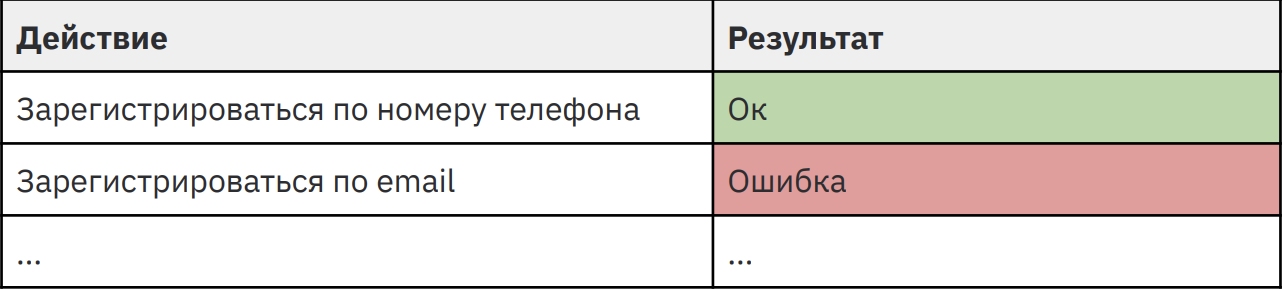 Действие Результат
Зарегистрироваться по номеру телефона Ок
Зарегистрироваться по email Ошибка
... ...